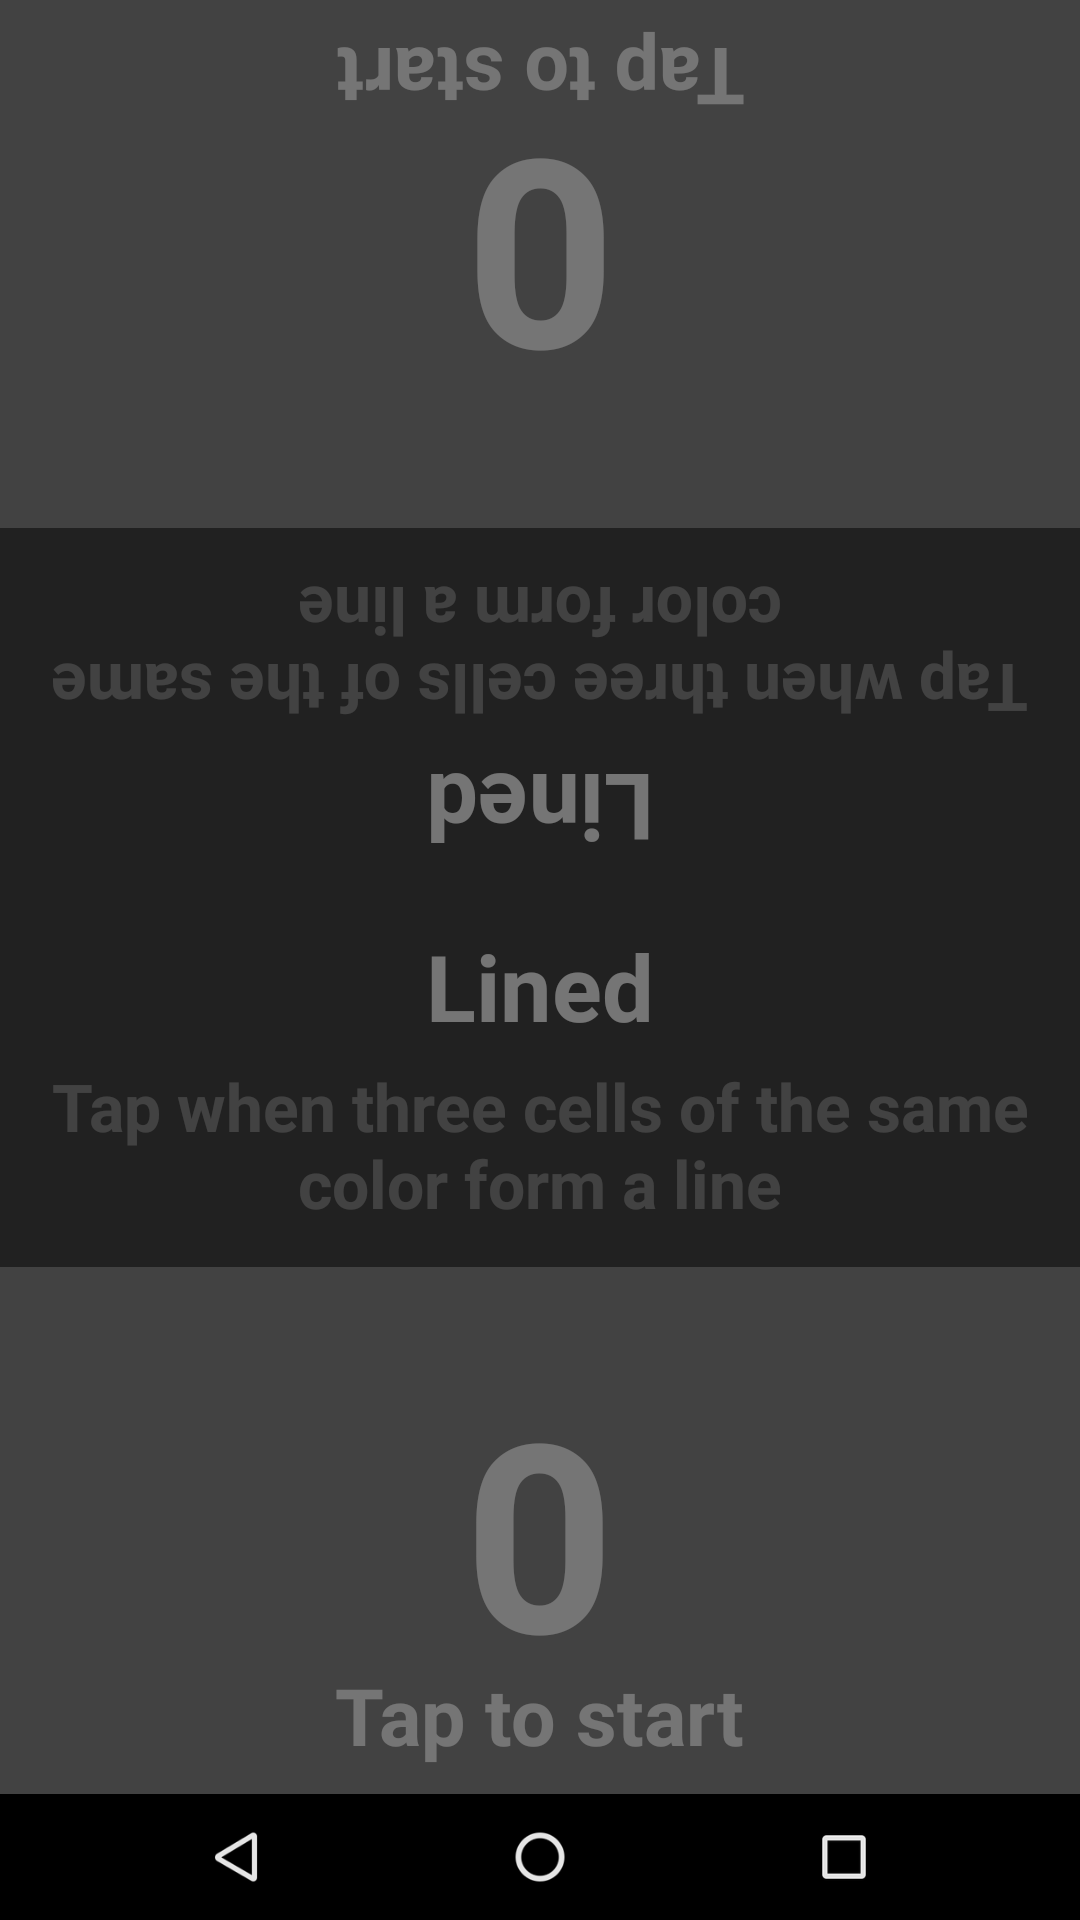 Tap to start
0
Tap when three cells of the same
color form a line
Lined
Lined
Tap when three cells of the same
color form a line
0
Tap to start